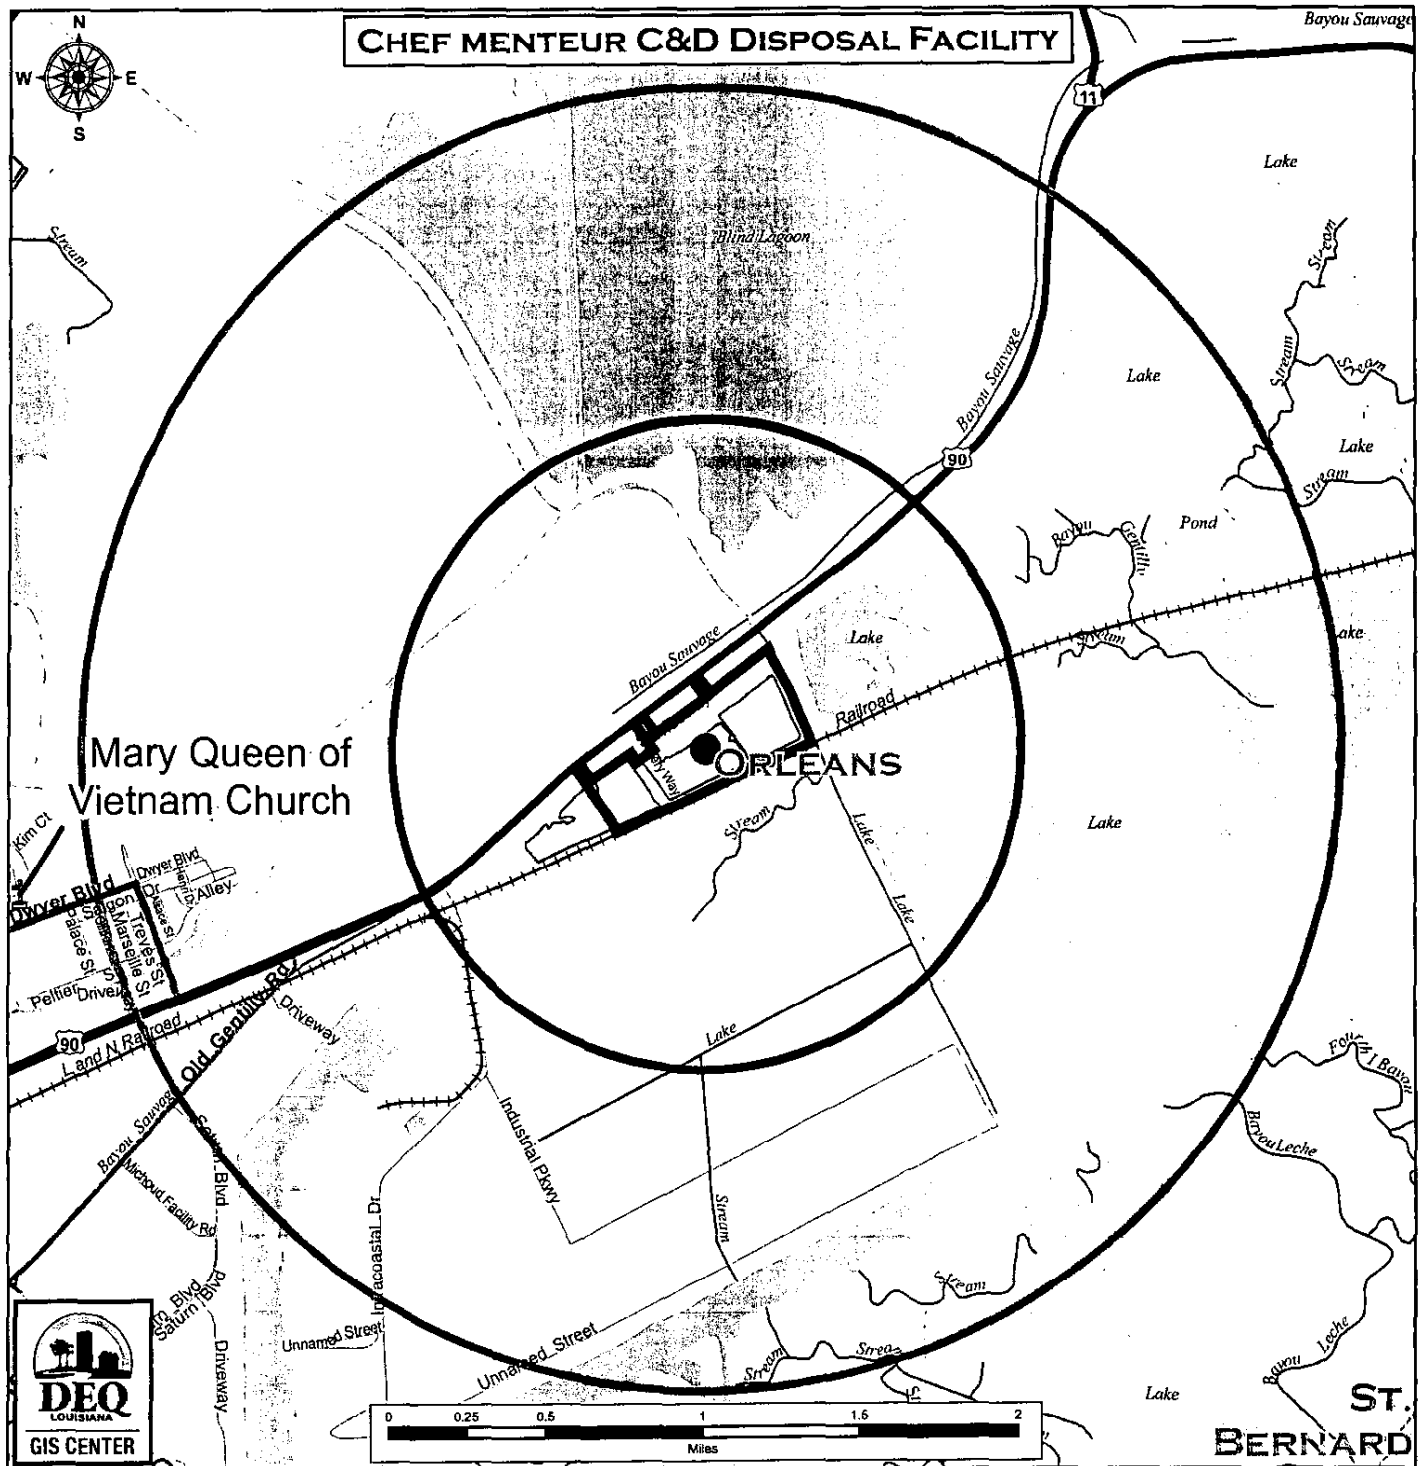 CHEF MENTEUR C&D DISPOSAL FACILITY
Bayou Sauvage
N
W
E
S
11
Lake
Stream
Blind Lagoon
Stream
Bayou Sauvage
Lake
Stream
Stream
Lake
90
Stream
Pond
Bayou
Gentilly
Stream
Lake
Lake
Bayou Sauvage
Railroad
Mary Queen of
Vietnam Church
ORLEANS
Stream
Lake
Lake
Kim Ct
Dwyer Blvd
Dwyer Blvd
Saigon Dr
Henri Dr
Alley
Palace St
Marseille St
Treves St
Lake
Peltier
Driveway
90
L and N Railroad
Old Gentilly Rd
Driveway
Lake
Bayou Sauvage
Saturn Blvd
Michoud Facility Rd
Industrial Pkwy
Intracoastal Dr
Stream
Bayou Leche
Saturn Blvd
Driveway
Unnamed Street
Unnamed Street
Stream
Stream
Stream
Bayou Leche
Lake
ST.
BERNARD
DEQ
LOUISIANA
GIS CENTER
0 0.25 0.5 1 1.5 2
Miles